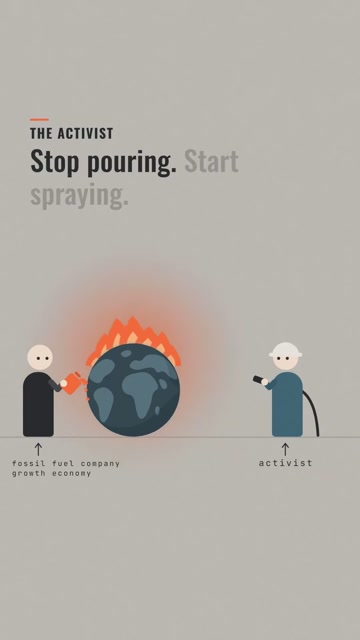 THE ACTIVIST
Stop pouring. Start
spraying.
fossil fuel company
growth economy
activist